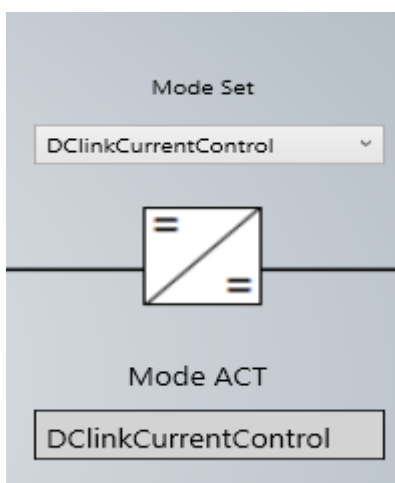 Mode Set
DClinkCurrentControl
=
=
Mode ACT
DClinkCurrentControl